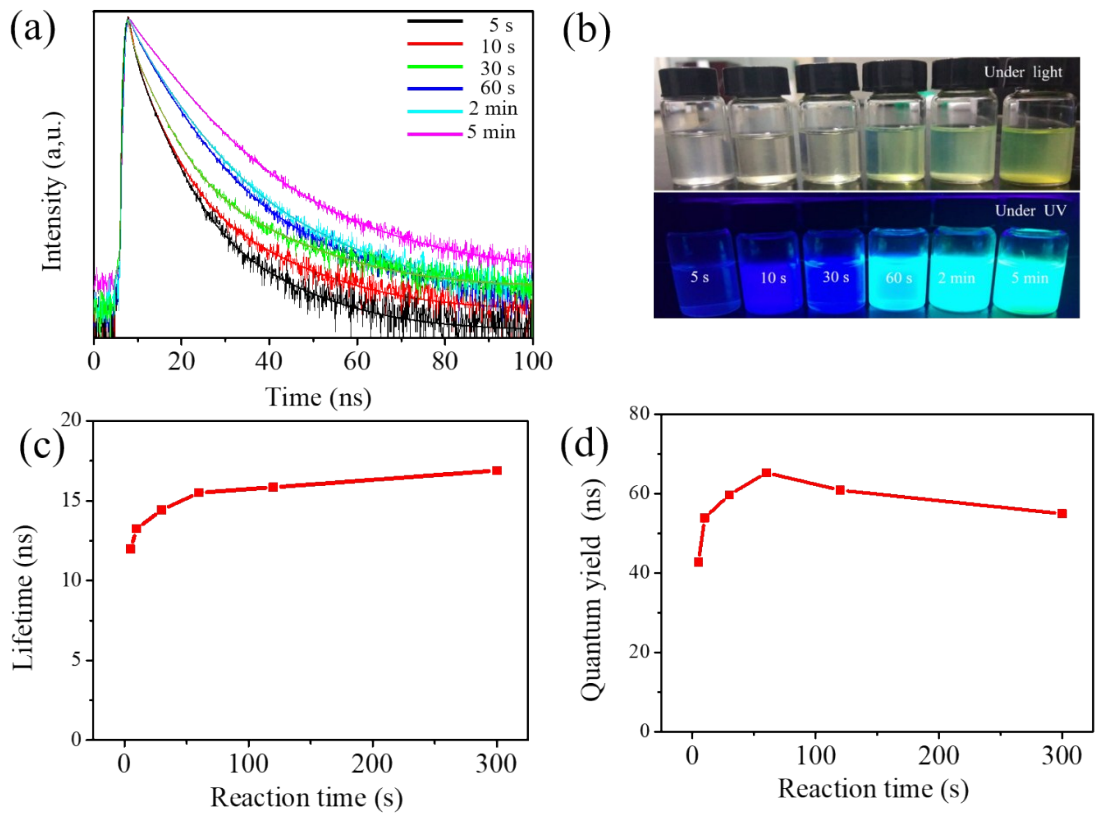 (a)
5 s
10 s
30 s
60 s
2 min
5 min
Intensity (a,u.)
0 20 40 60 80 100
Time (ns)
(b)
Under light
Under UV
5 s 10 s 30 s 60 s 2 min 5 min
(c)
20
15
10
5
0
Lifetime (ns)
0 100 200 300
Reaction time (s)
(d)
80
60
40
20
0
Quantum yield (ns)
0 100 200 300
Reaction time (s)